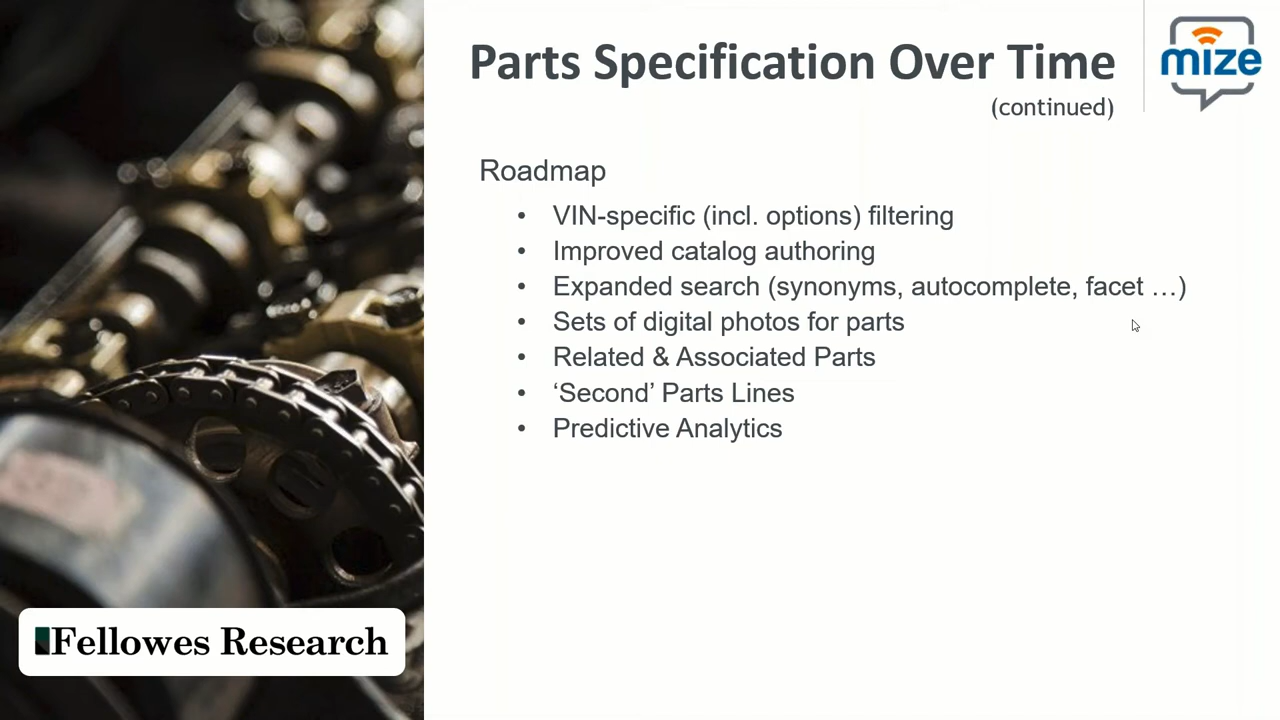 Parts Specification Over Time
(continued)
mize
Roadmap
• VIN-specific (incl. options) filtering
• Improved catalog authoring
• Expanded search (synonyms, autocomplete, facet …)
• Sets of digital photos for parts
• Related & Associated Parts
• ‘Second’ Parts Lines
• Predictive Analytics
Fellowes Research